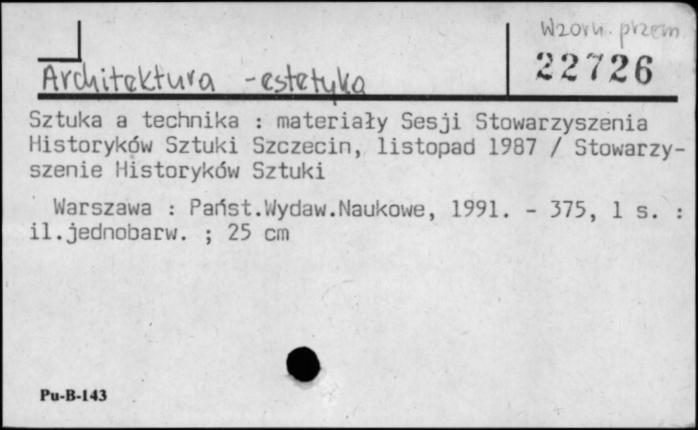 Wzorn. przem
22726
Architektura - estetyka
Sztuka a technika : materiały Sesji Stowarzyszenia
Historyków Sztuki Szczecin, listopad 1987 / Stowarzy-
szenie Historyków Sztuki
Warszawa : Państ.Wydaw.Naukowe, 1991. - 375, 1 s. :
il.jednobarw. ; 25 cm
Pu-B-143